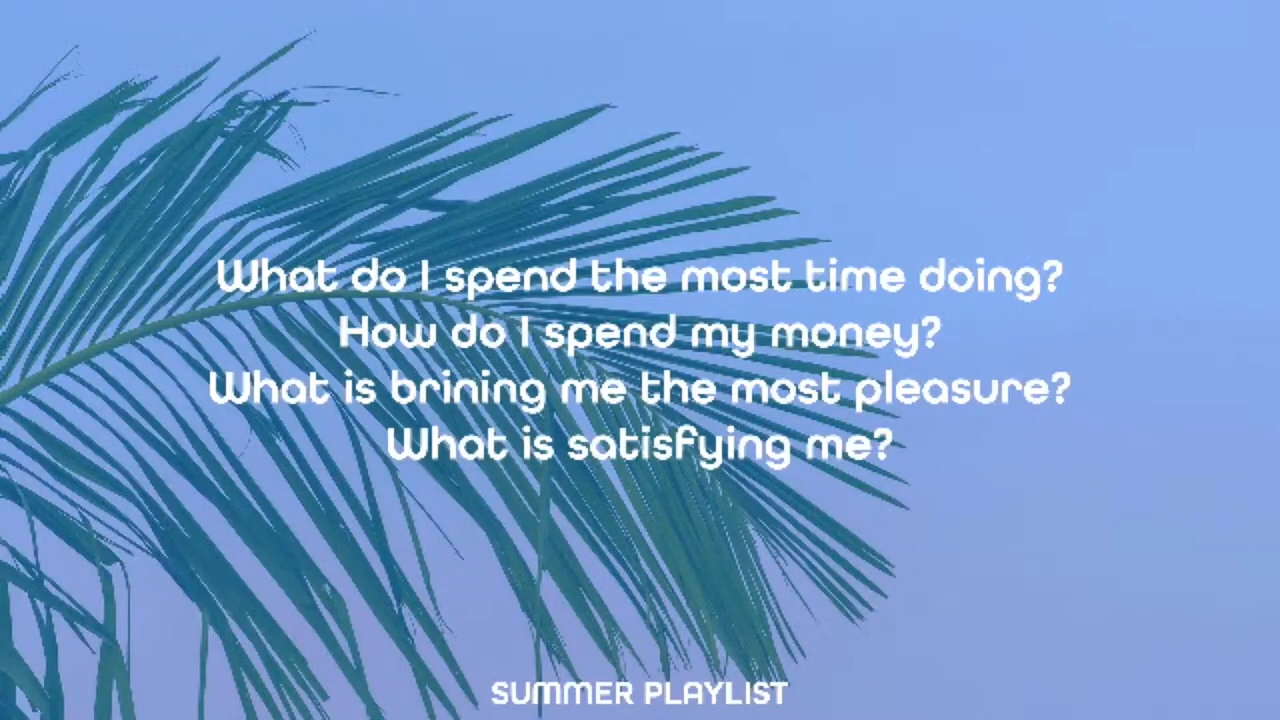 What do I spend the most time doing?
How do I spend my money?
What is brining me the most pleasure?
What is satisfying me?
SUMMER PLAYLIST